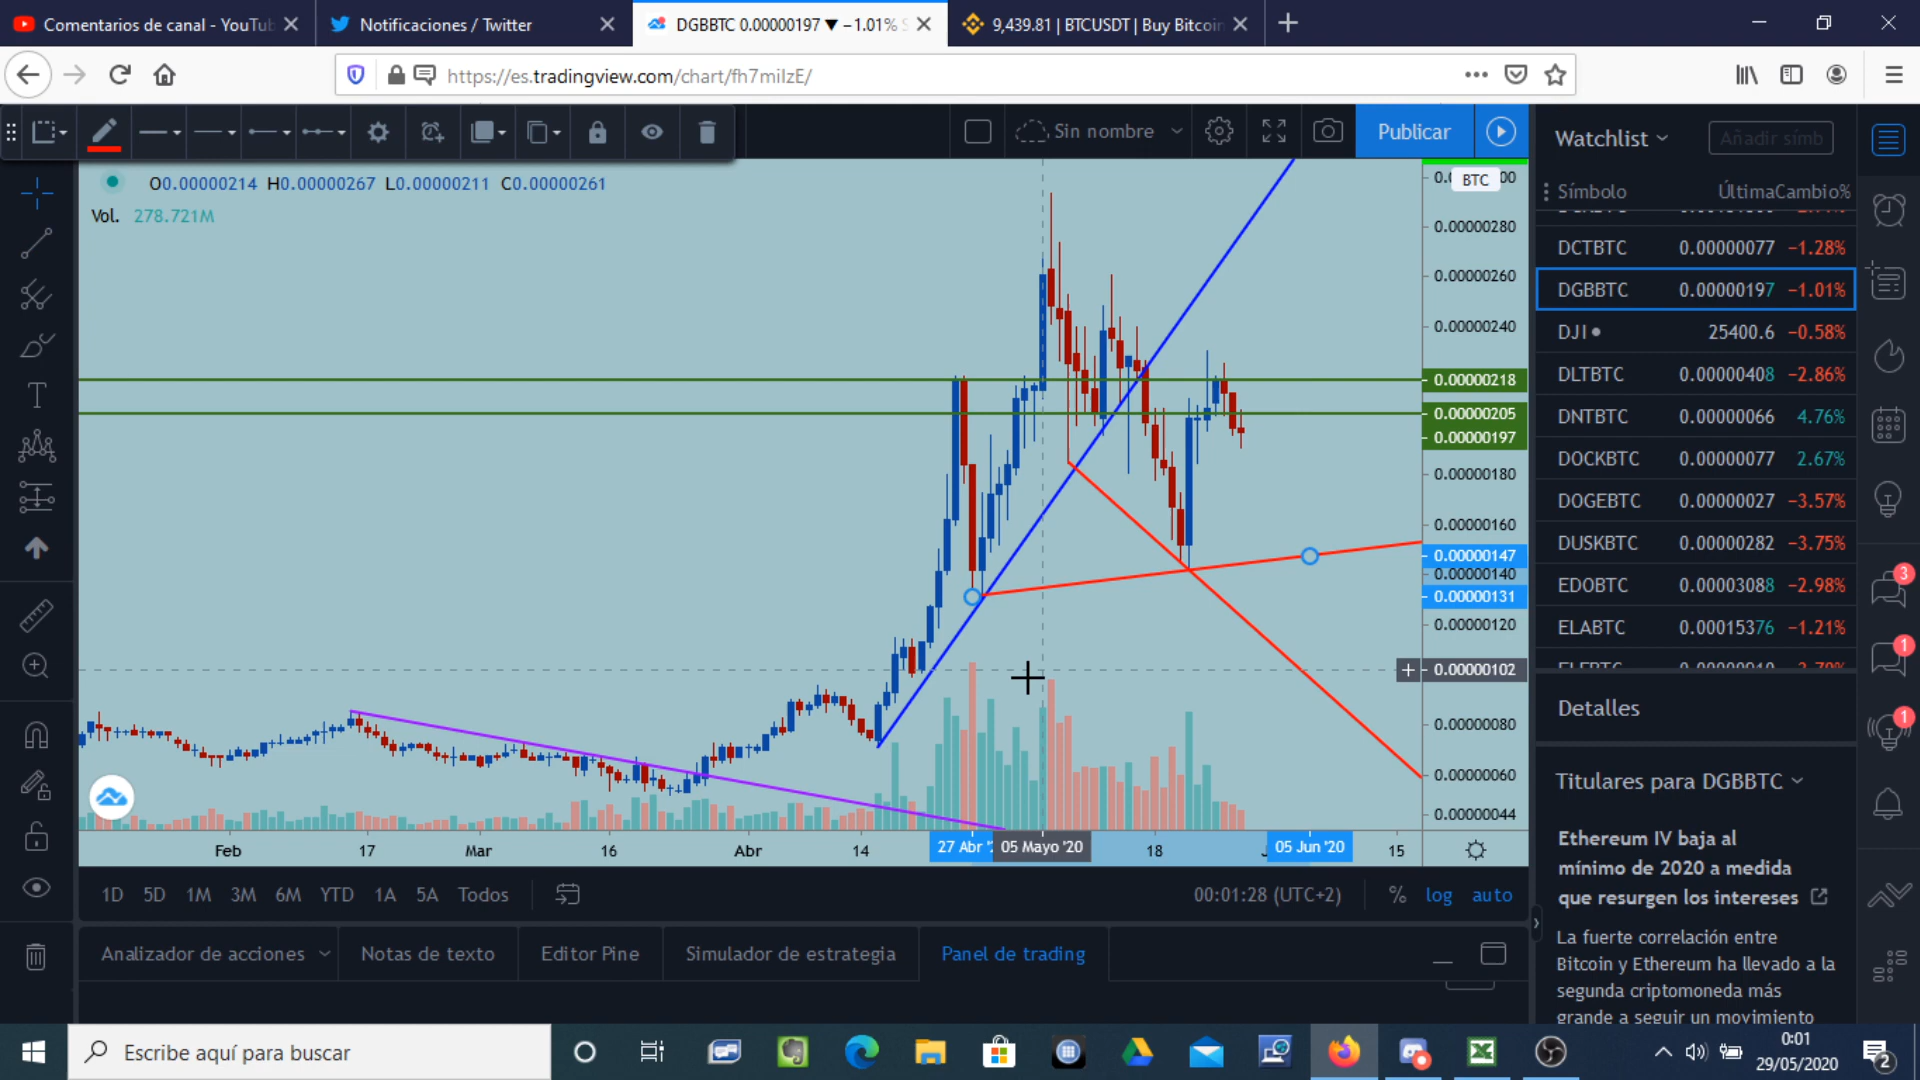 Comentarios de canal - YouTub
Notificaciones / Twitter
DGBBTC 0.00000197 ▼ −1.01%
9,439.81 | BTCUSDT | Buy Bitcoin
https://es.tradingview.com/chart/fh7miIzE/
Sin nombre
Publicar
O0.00000214 H0.00000267 L0.00000211 C0.00000261
Vol. 278.721M
BTC
0.00000280
0.00000260
0.00000240
0.00000218
0.00000205
0.00000197
0.00000180
0.00000160
0.00000147
0.00000140
0.00000131
0.00000120
0.00000102
0.00000080
0.00000060
0.00000044
Feb 17 Mar 16 Abr 14 27 Abr 05 Mayo '20 18 05 Jun '20 15
1D 5D 1M 3M 6M YTD 1A 5A Todos
00:01:28 (UTC+2) % log auto
Analizador de acciones Notas de texto Editor Pine Simulador de estrategia Panel de trading
Watchlist
Añadir símb
Símbolo Última Cambio%
DCTBTC 0.00000077 −1.28%
DGBBTC 0.00000197 −1.01%
DJI 25400.6 −0.58%
DLTBTC 0.00000408 −2.86%
DNTBTC 0.00000066 4.76%
DOCKBTC 0.00000077 2.67%
DOGEBTC 0.00000027 −3.57%
DUSKBTC 0.00000282 −3.75%
EDOBTC 0.00003088 −2.98%
ELABTC 0.00015376 −1.21%
Detalles
Titulares para DGBBTC
Ethereum IV baja al
mínimo de 2020 a medida
que resurgen los intereses
La fuerte correlación entre
Bitcoin y Ethereum ha llevado a la
segunda criptomoneda más
grande a seguir un movimiento
3
1
1
Escribe aquí para buscar
0:01
29/05/2020
2